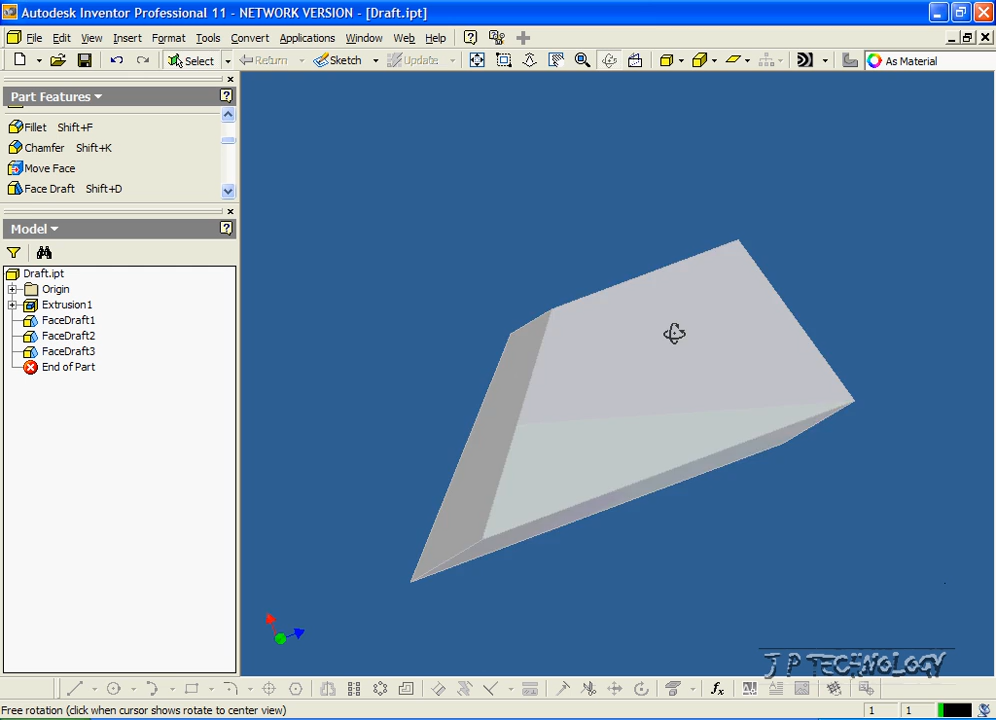 Autodesk Inventor Professional 11 - NETWORK VERSION - [Draft.ipt]
File Edit View Insert Format Tools Convert Applications Window Web Help
Select Return Sketch Update As Material
Part Features
Fillet Shift+F
Chamfer Shift+K
Move Face
Face Draft Shift+D
Model
Draft.ipt
Origin
Extrusion1
FaceDraft1
FaceDraft2
FaceDraft3
End of Part
J P TECHNOLOGY
Free rotation (click when cursor shows rotate to center view) 1 1